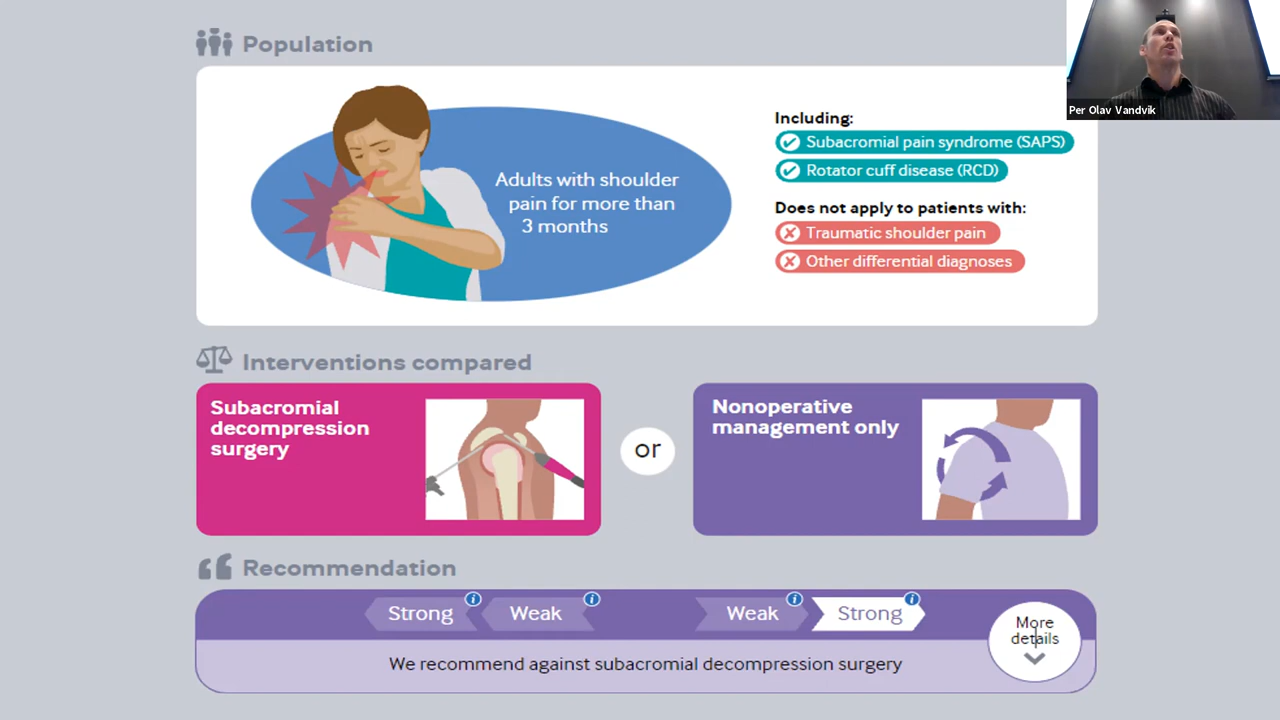 Population
Adults with shoulder
pain for more than
3 months
Including:
Subacromial pain syndrome (SAPS)
Rotator cuff disease (RCD)
Does not apply to patients with:
Traumatic shoulder pain
Other differential diagnoses
Per Olav Vandvik
Interventions compared
Subacromial
decompression
surgery
or
Nonoperative
management only
Recommendation
Strong i Weak i Weak i Strong i
We recommend against subacromial decompression surgery
More
details